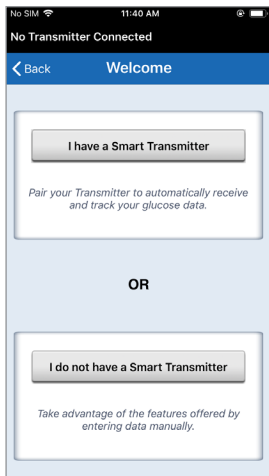 No SIM 11:40 AM
No Transmitter Connected
Back Welcome
I have a Smart Transmitter
Pair your Transmitter to automatically receive
and track your glucose data.
OR
I do not have a Smart Transmitter
Take advantage of the features offered by
entering data manually.